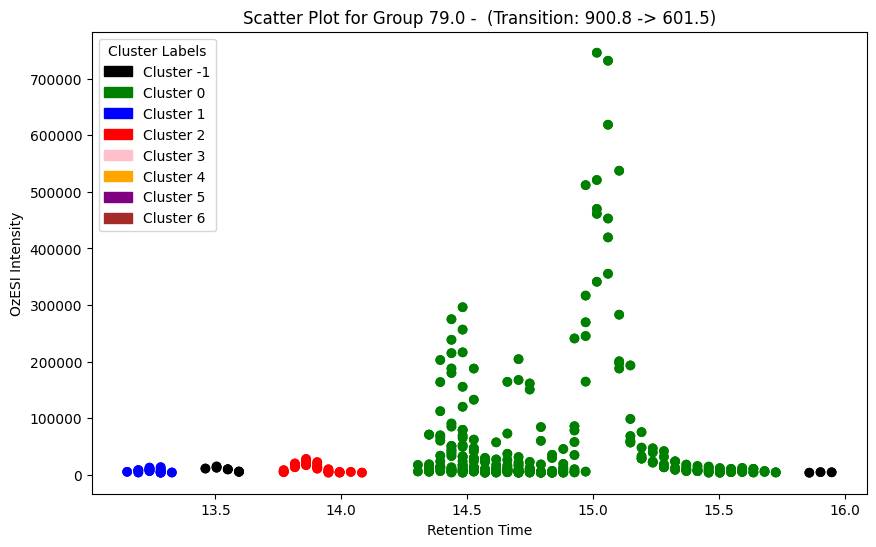 Scatter Plot for Group 79.0 -  (Transition: 900.8 -> 601.5)
Cluster Labels
Cluster -1
Cluster 0
Cluster 1
Cluster 2
Cluster 3
Cluster 4
Cluster 5
Cluster 6
OzESI Intensity
700000
600000
500000
400000
300000
200000
100000
0
13.5 14.0 14.5 15.0 15.5 16.0
Retention Time